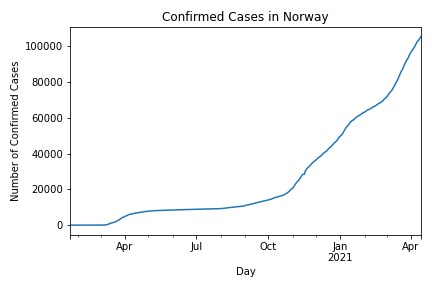 Confirmed Cases in Norway
Number of Confirmed Cases
100000
80000
60000
40000
20000
0
Apr Jul Oct Jan Apr
2021
Day